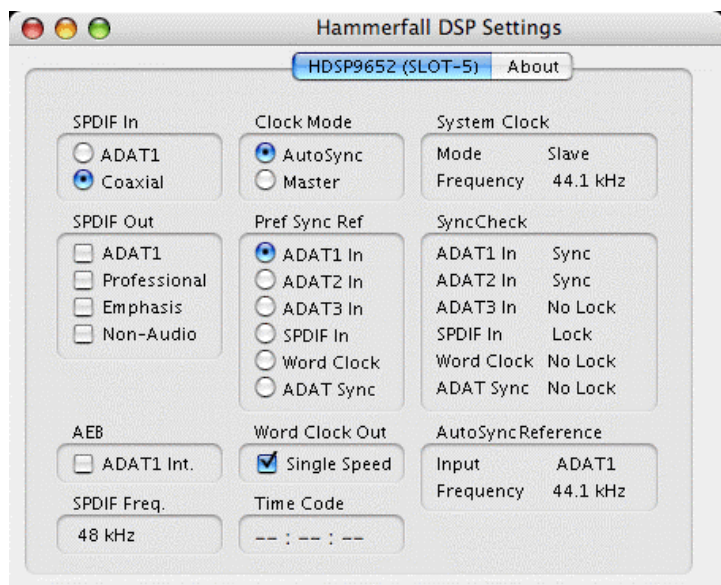 Hammerfall DSP Settings
HDSP9652 (SLOT-5) About
SPDIF In
ADAT1
Coaxial
Clock Mode
AutoSync
Master
System Clock
Mode Slave
Frequency 44.1 kHz
SPDIF Out
ADAT1
Professional
Emphasis
Non-Audio
Pref Sync Ref
ADAT1 In
ADAT2 In
ADAT3 In
SPDIF In
Word Clock
ADAT Sync
SyncCheck
ADAT1 In Sync
ADAT2 In Sync
ADAT3 In No Lock
SPDIF In Lock
Word Clock No Lock
ADAT Sync No Lock
AEB
ADAT1 Int.
Word Clock Out
Single Speed
AutoSyncReference
Input ADAT1
Frequency 44.1 kHz
SPDIF Freq.
48 kHz
Time Code
-- : -- : --